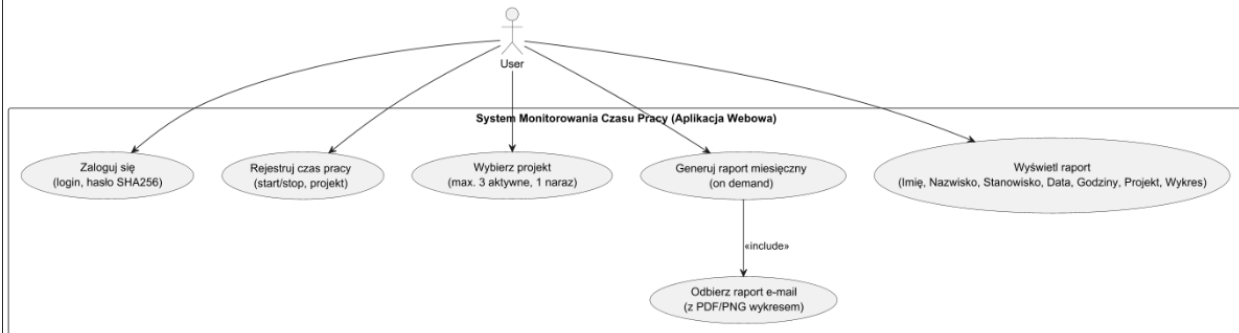 User
System Monitorowania Czasu Pracy (Aplikacja Webowa)
Zaloguj się
(login, hasło SHA256)
Rejestruj czas pracy
(start/stop, projekt)
Wybierz projekt
(max. 3 aktywne, 1 naraz)
Generuj raport miesięczny
(on demand)
Wyświetl raport
(Imię, Nazwisko, Stanowisko, Data, Godziny, Projekt, Wykres)
«include»
Odbierz raport e-mail
(z PDF/PNG wykresem)